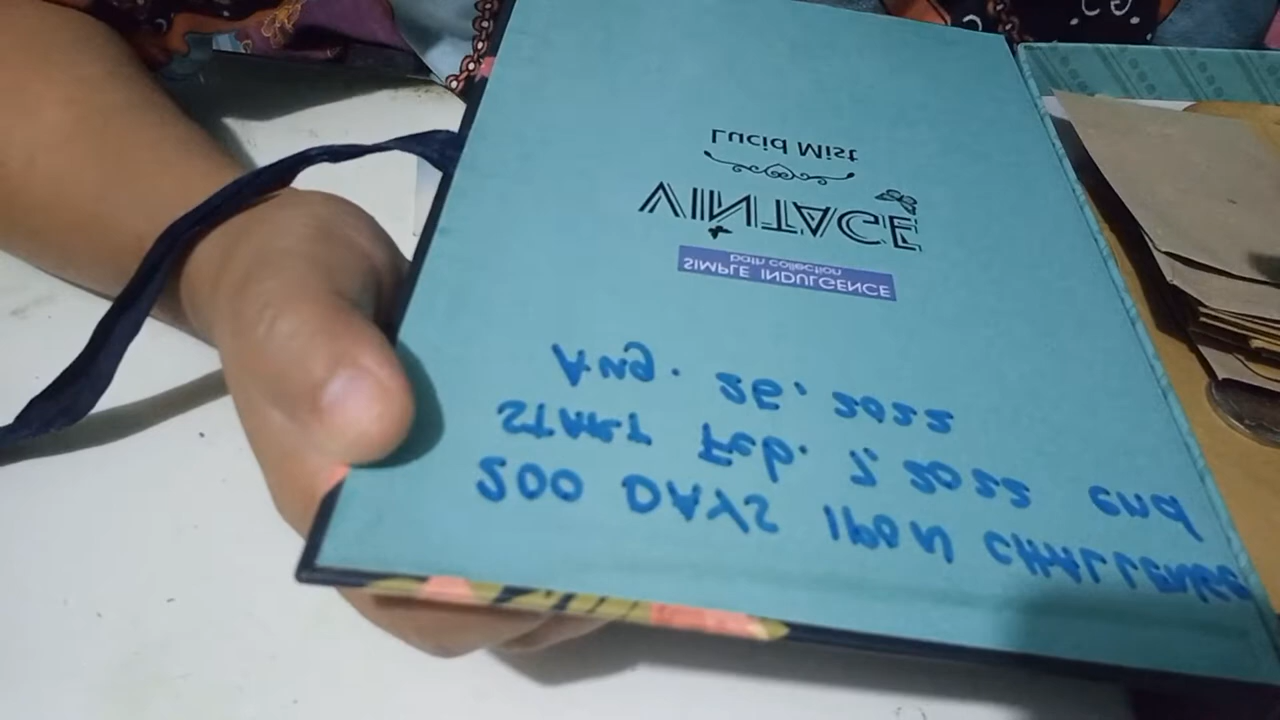 200 DAYS IPON CHALLENGE
START Feb. 7, 2022 end
Aug. 26, 2022
SIMPLE INDULGENCE
bath collection
VINTAGE
Lucid Mist